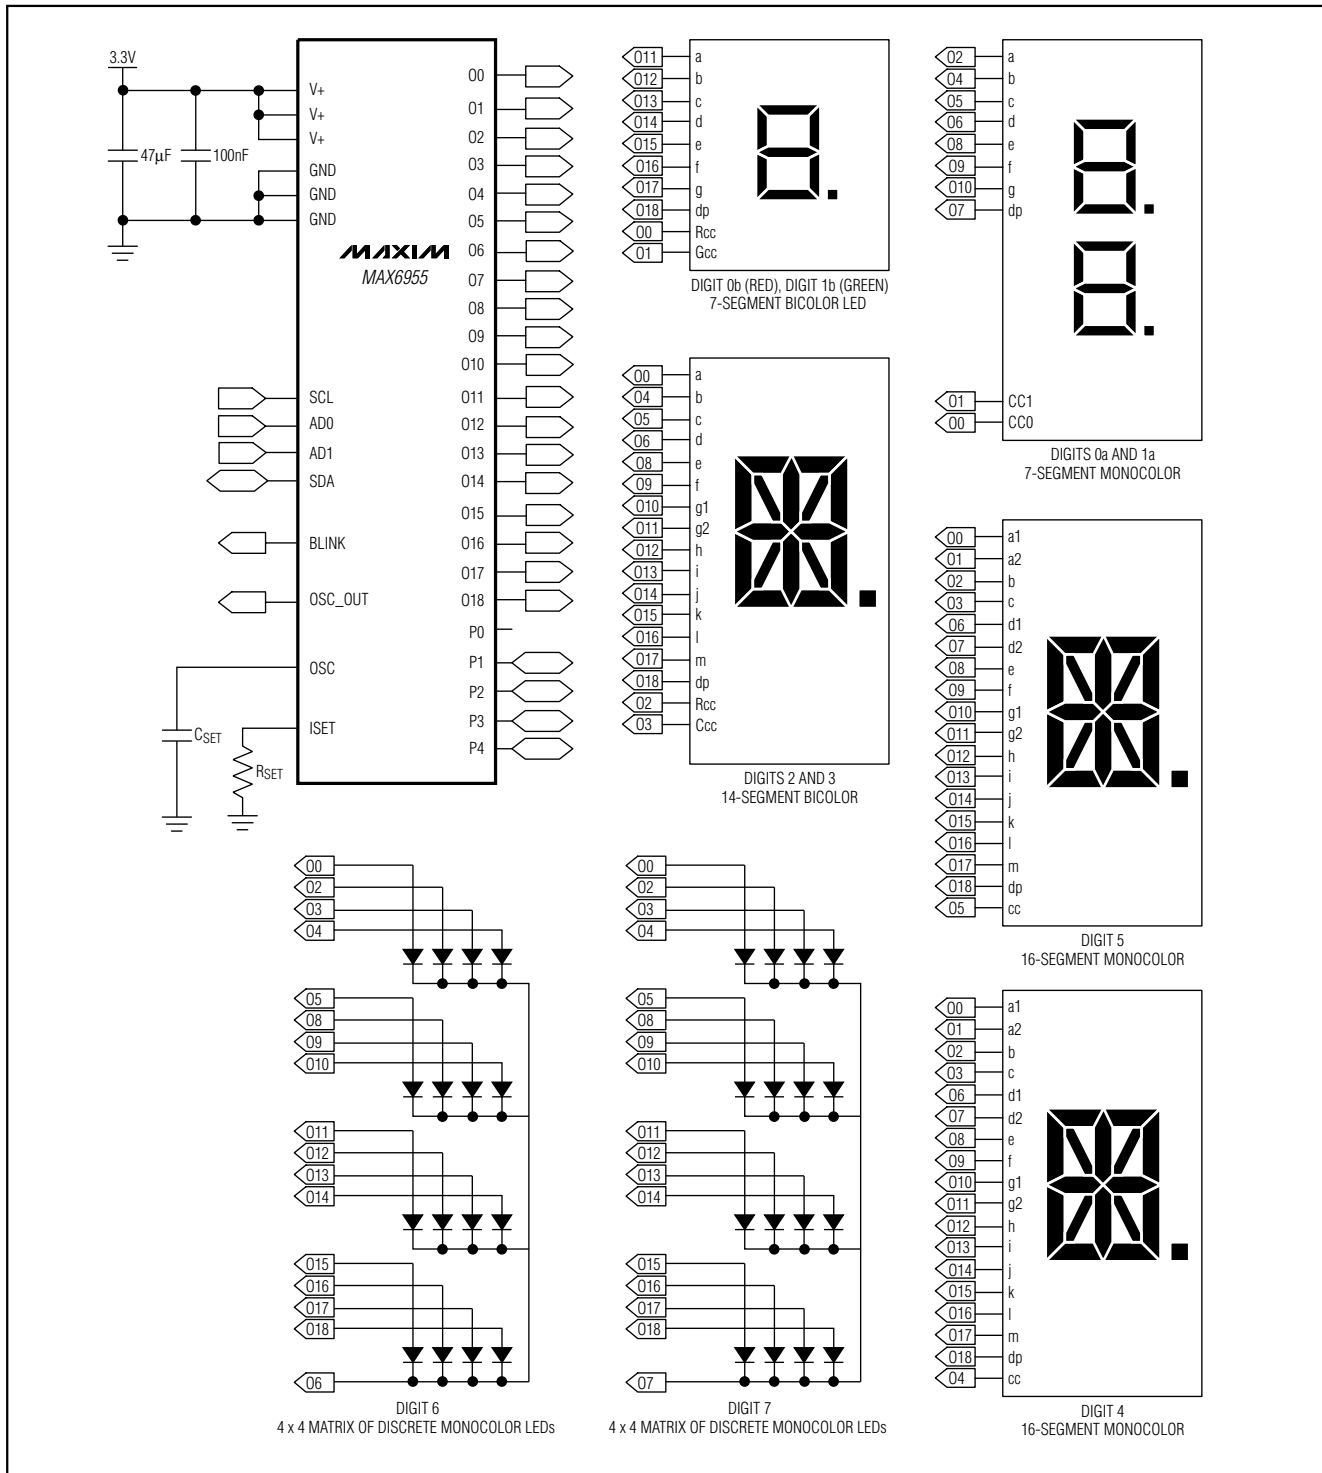 3.3V
47µF
100nF
V+
V+
V+
GND
GND
GND
MAXIM
MAX6955
SCL
AD0
AD1
SDA
BLINK
OSC_OUT
OSC
ISET
CSET
RSET
O0
O1
O2
O3
O4
O5
O6
O7
O8
O9
O10
O11
O12
O13
O14
O15
O16
O17
O18
P0
P1
P2
P3
P4
O11 a
O12 b
O13 c
O14 d
O15 e
O16 f
O17 g
O18 dp
O0 Rcc
O1 Gcc
DIGIT 0b (RED), DIGIT 1b (GREEN)
7-SEGMENT BICOLOR LED
O2 a
O4 b
O5 c
O6 d
O8 e
O9 f
O10 g
O7 dp
O1 CC1
O0 CC0
DIGITS 0a AND 1a
7-SEGMENT MONOCOLOR
O0 a
O4 b
O5 c
O6 d
O8 e
O9 f
O10 g1
O11 g2
O12 h
O13 i
O14 j
O15 k
O16 l
O17 m
O18 dp
O2 Rcc
O3 Ccc
DIGITS 2 AND 3
14-SEGMENT BICOLOR
O0 a1
O1 a2
O2 b
O3 c
O6 d1
O7 d2
O8 e
O9 f
O10 g1
O11 g2
O12 h
O13 i
O14 j
O15 k
O16 l
O17 m
O18 dp
O5 cc
DIGIT 5
16-SEGMENT MONOCOLOR
O0
O2
O3
O4
O5
O8
O9
O10
O11
O12
O13
O14
O15
O16
O17
O18
O6
DIGIT 6
4 x 4 MATRIX OF DISCRETE MONOCOLOR LEDs
O0
O2
O3
O4
O5
O8
O9
O10
O11
O12
O13
O14
O15
O16
O17
O18
O7
DIGIT 7
4 x 4 MATRIX OF DISCRETE MONOCOLOR LEDs
O0 a1
O1 a2
O2 b
O3 c
O6 d1
O7 d2
O8 e
O9 f
O10 g1
O11 g2
O12 h
O13 i
O14 j
O15 k
O16 l
O17 m
O18 dp
O4 cc
DIGIT 4
16-SEGMENT MONOCOLOR